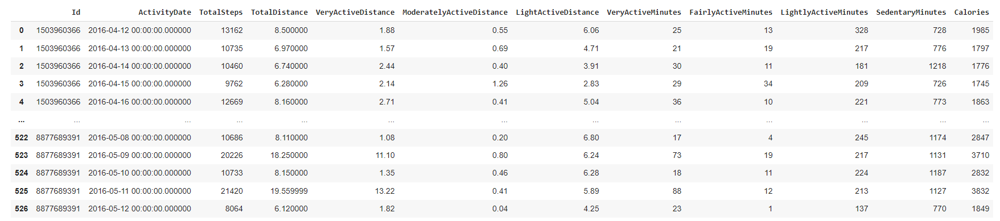 Id ActivityDate TotalSteps TotalDistance VeryActiveDistance ModeratelyActiveDistance LightActiveDistance VeryActiveMinutes FairlyActiveMinutes LightlyActiveMinutes SedentaryMinutes Calories
0 1503960366 2016-04-12 00:00:00.000000 13162 8.500000 1.88 0.55 6.06 25 13 328 728 1985
1 1503960366 2016-04-13 00:00:00.000000 10735 6.970000 1.57 0.69 4.71 21 19 217 776 1797
2 1503960366 2016-04-14 00:00:00.000000 10460 6.740000 2.44 0.40 3.91 30 11 181 1218 1776
3 1503960366 2016-04-15 00:00:00.000000 9762 6.280000 2.14 1.26 2.83 29 34 209 726 1745
4 1503960366 2016-04-16 00:00:00.000000 12669 8.160000 2.71 0.41 5.04 36 10 221 773 1863
... ... ... ... ... ... ... ... ... ... ... ... ...
522 8877689391 2016-05-08 00:00:00.000000 10686 8.110000 1.08 0.20 6.80 17 4 245 1174 2847
523 8877689391 2016-05-09 00:00:00.000000 20226 18.250000 11.10 0.80 6.24 73 19 217 1131 3710
524 8877689391 2016-05-10 00:00:00.000000 10733 8.150000 1.35 0.46 6.28 18 11 224 1187 2832
525 8877689391 2016-05-11 00:00:00.000000 21420 19.559999 13.22 0.41 5.89 88 12 213 1127 3832
526 8877689391 2016-05-12 00:00:00.000000 8064 6.120000 1.82 0.04 4.25 23 1 137 770 1849